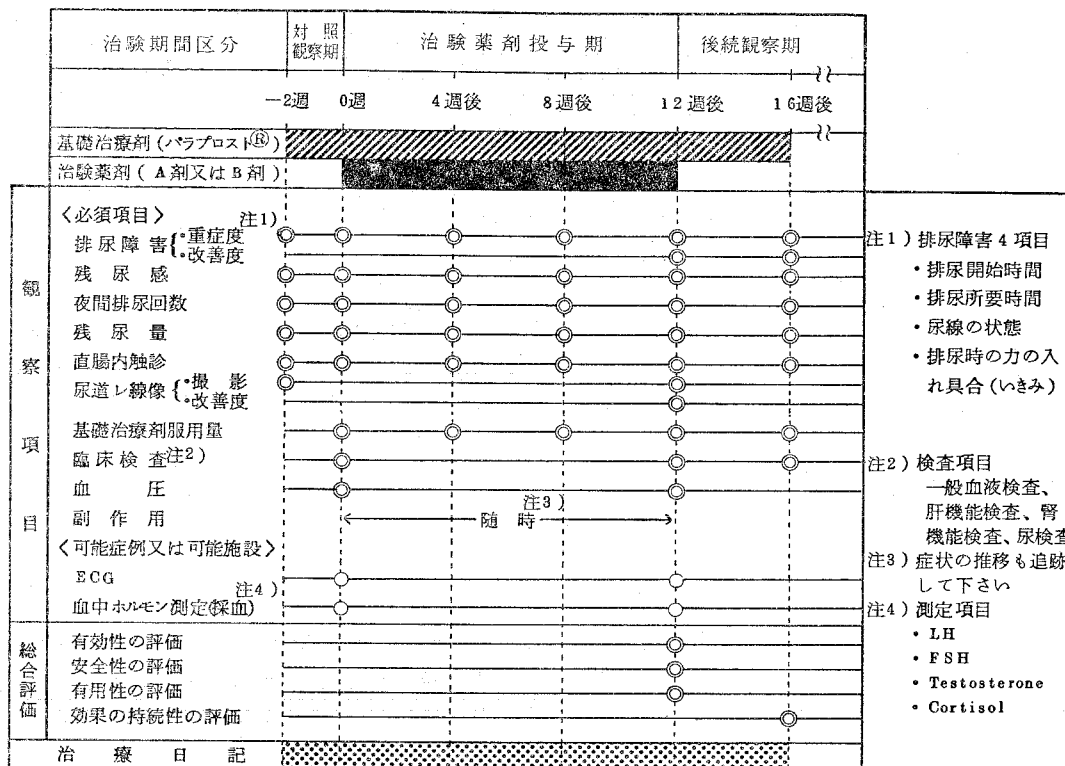 治験期間区分
対照
観察期
治験薬剤投与期
後続観察期
−2週 0週 4週後 8週後 12週後 16週後
基礎治療剤(パラプロスト®)
治験薬剤(A剤又はB剤)
観察項目
〈必須項目〉
注1)
排尿障害{・重症度
・改善度
残尿感
夜間排尿回数
残尿量
直腸内触診
尿道レ線像{・撮影
・改善度
基礎治療剤服用量
臨床検査注2)
血圧
副作用
注3)
随時
〈可能症例又は可能施設〉
ECG
注4)
血中ホルモン測定(採血)
総合評価
有効性の評価
安全性の評価
有用性の評価
効果の持続性の評価
治療日記
注1)排尿障害4項目
・排尿開始時間
・排尿所要時間
・尿線の状態
・排尿時の力の入
れ具合(いきみ)
注2)検査項目
一般血液検査、
肝機能検査、腎
機能検査、尿検査
注3)症状の推移も追跡
して下さい
注4)測定項目
・LH
・FSH
・Testosterone
・Cortisol